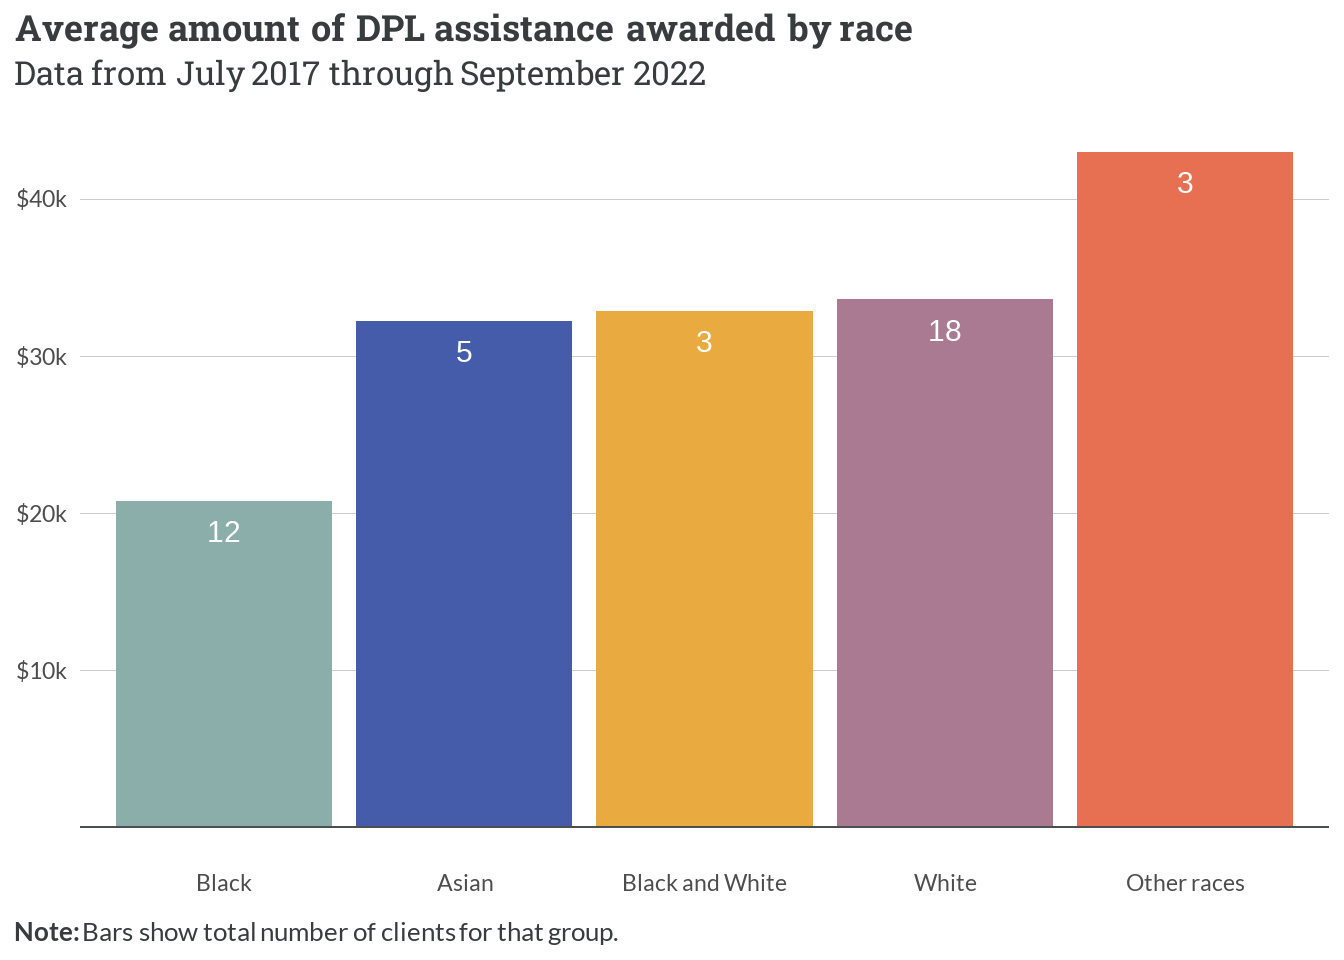 Average amount of DPL assistance awarded by race
Data from July 2017 through September 2022
$40k
$30k
$20k
$10k
12
5
3
18
3
Black
Asian
Black and White
White
Other races
Note: Bars show total number of clients for that group.